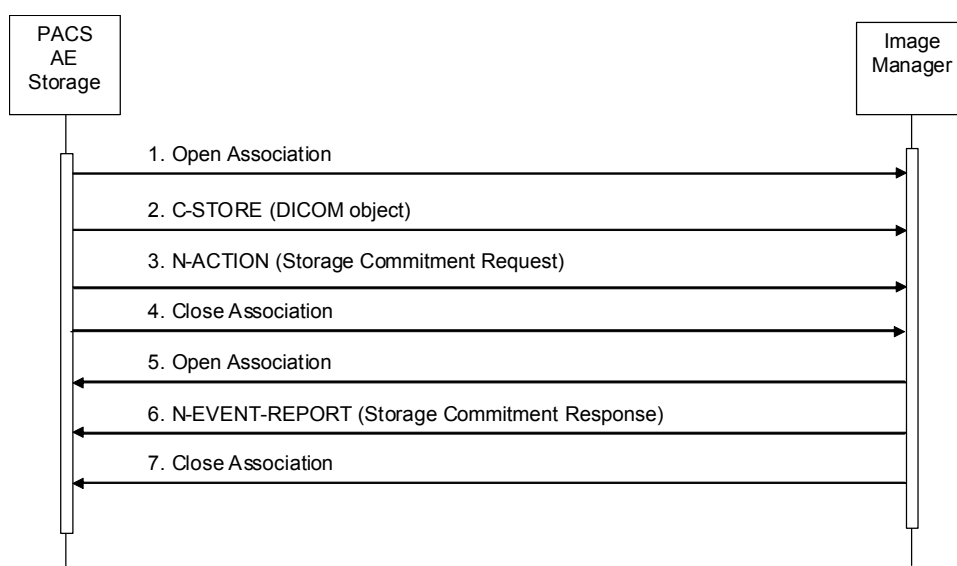 PACS
AE
Storage
Image
Manager
1. Open Association
2. C-STORE (DICOM object)
3. N-ACTION (Storage Commitment Request)
4. Close Association
5. Open Association
6. N-EVENT-REPORT (Storage Commitment Response)
7. Close Association